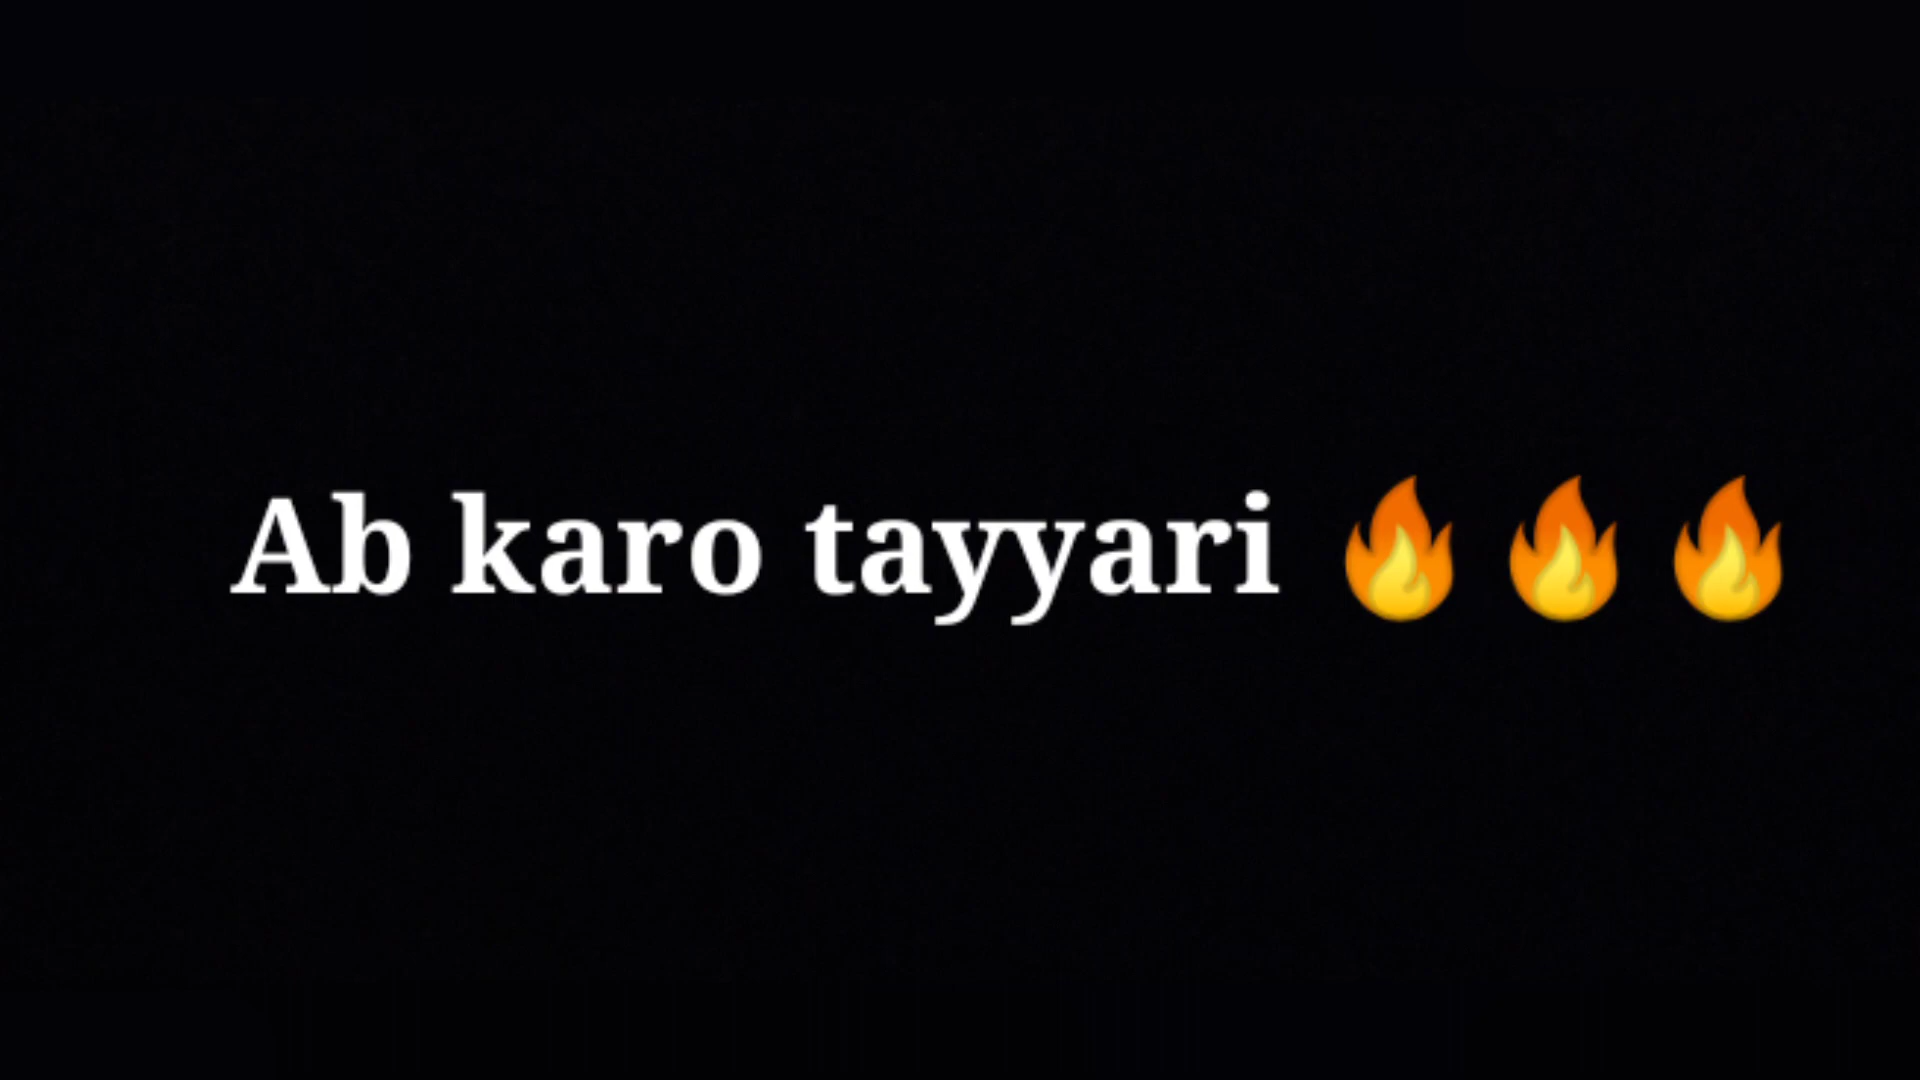 Ab karo tayyari 🔥🔥🔥